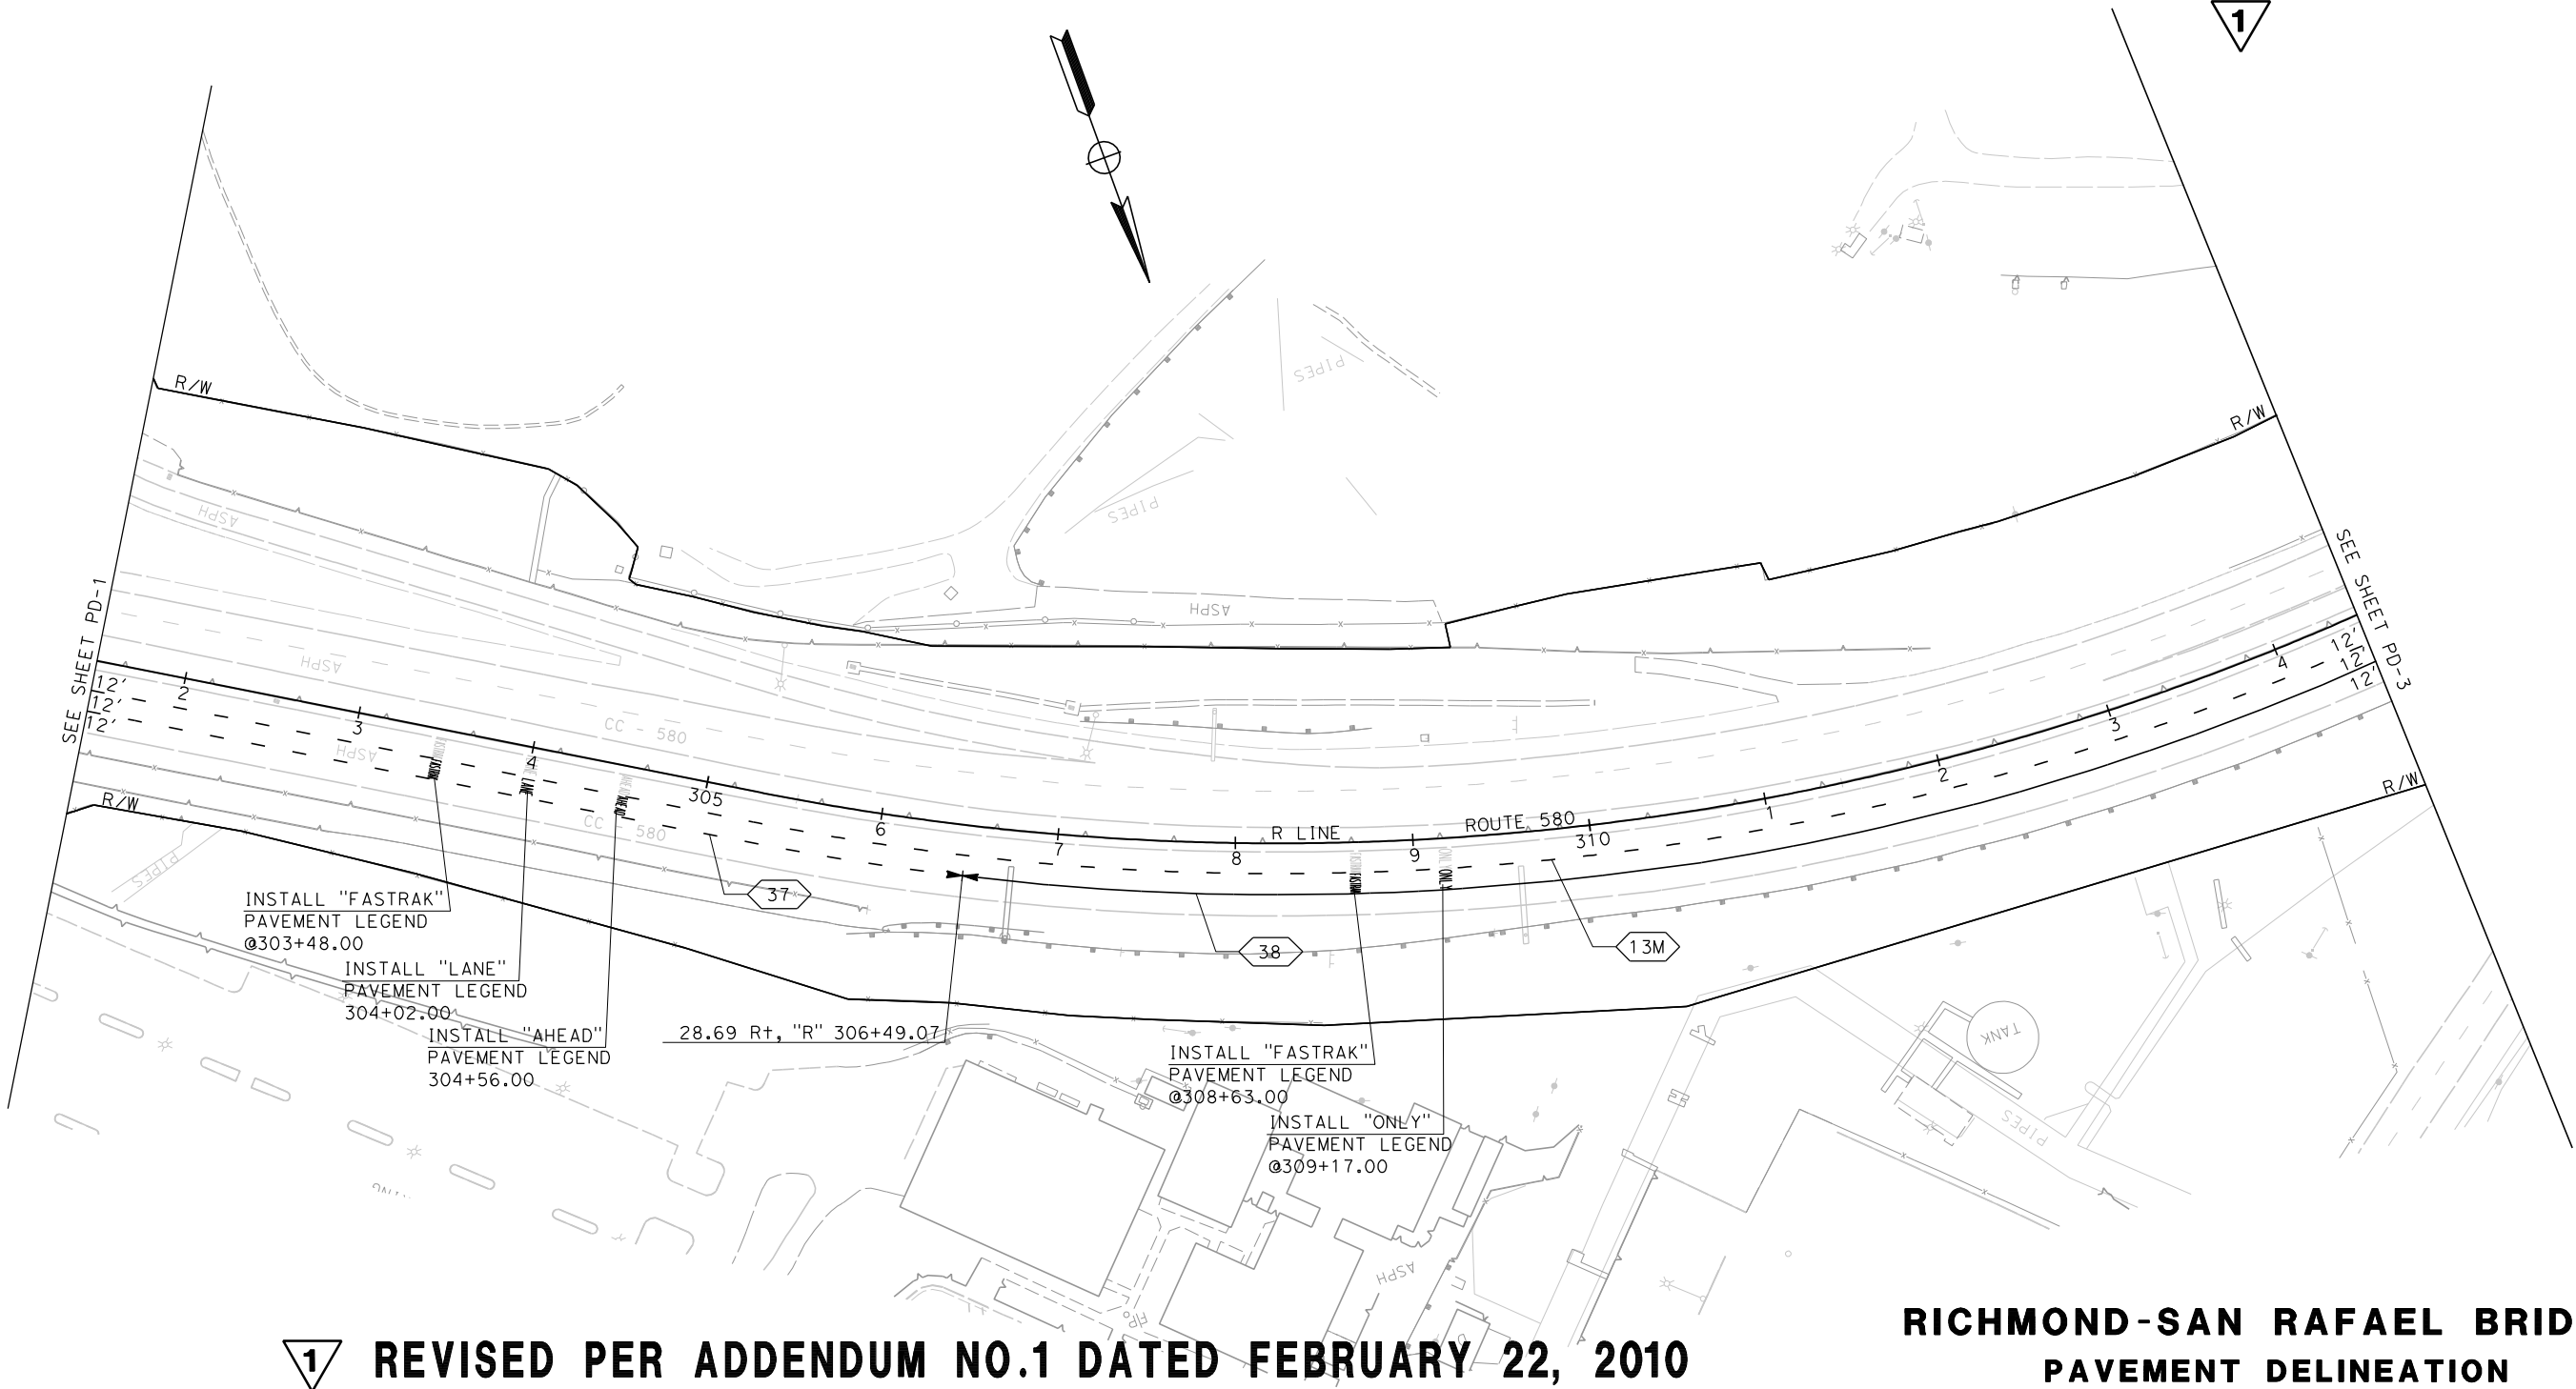 1
R/W
R/W
ASPH
PIPES
PIPES
ASPH
SEE SHEET PD-1
SEE SHEET PD-3
ASPH
ASPH
CC - 580
CC - 580
12'
12'
12'
2
3
4
305
6
7
8
9
310
1
2
3
4
12'
12'
12'
R LINE
ROUTE 580
FASTRAK
LANE
AHEAD
FASTRAK
ONLY
R/W
R/W
PIPES
37
38
13M
INSTALL "FASTRAK"
PAVEMENT LEGEND
@303+48.00
INSTALL "LANE"
PAVEMENT LEGEND
304+02.00
INSTALL "AHEAD"
PAVEMENT LEGEND
304+56.00
28.69 Rt, "R" 306+49.07
INSTALL "FASTRAK"
PAVEMENT LEGEND
@308+63.00
INSTALL "ONLY"
PAVEMENT LEGEND
@309+17.00
TANK
PIPES
ASPH
1 REVISED PER ADDENDUM NO.1 DATED FEBRUARY 22, 2010
RICHMOND-SAN RAFAEL BRID
PAVEMENT DELINEATION